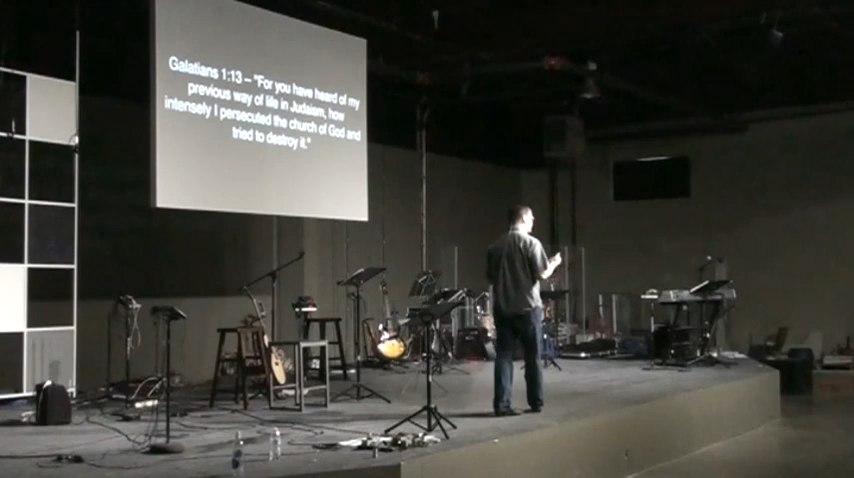 Galatians 1:13 – "For you have heard of my
previous way of life in Judaism, how
intensely I persecuted the church of God and
tried to destroy it."